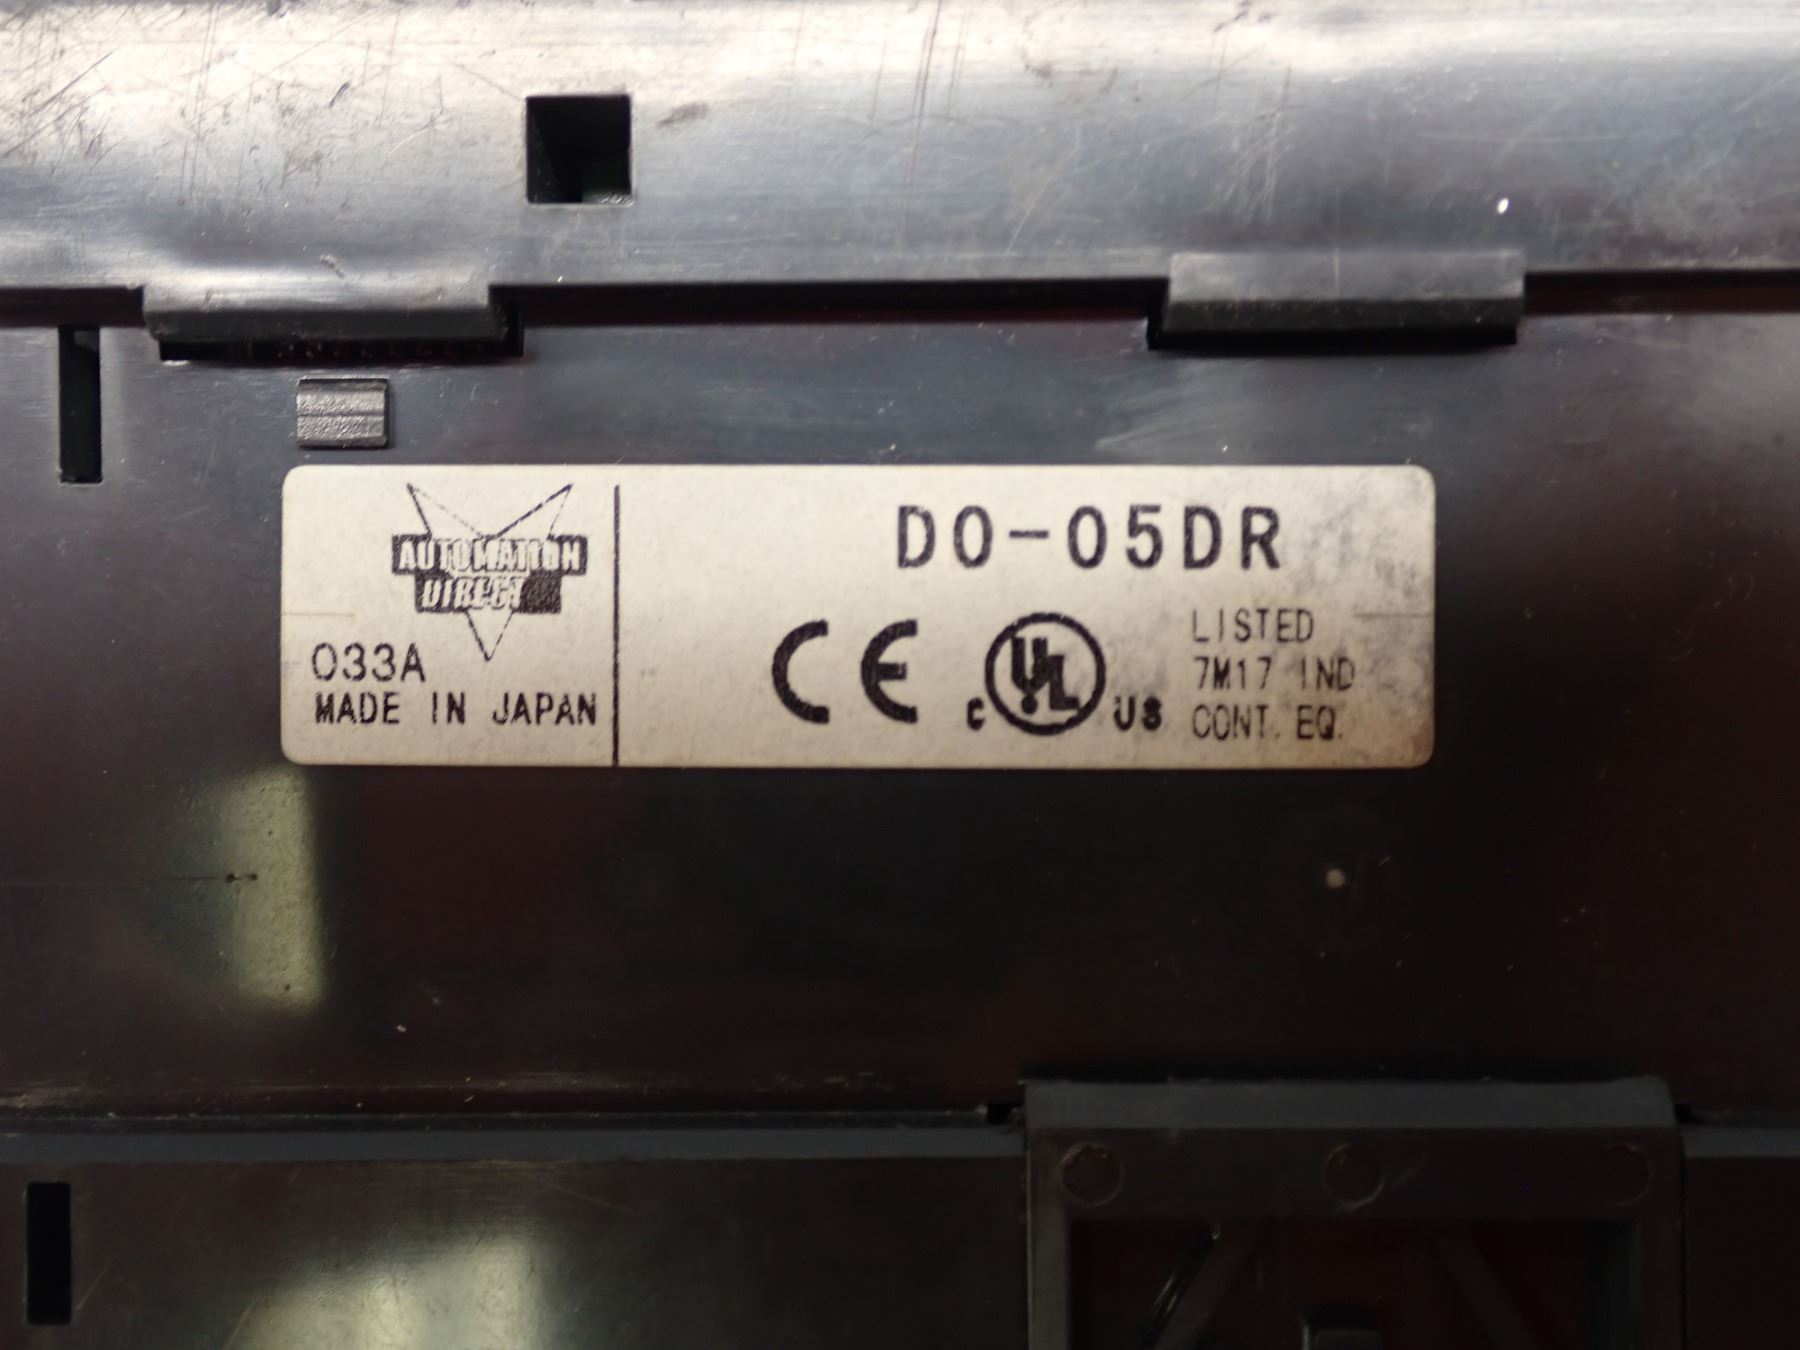 AUTOMATION
DIRECT
033A
MADE IN JAPAN
D0-05DR
CE
C UL US
LISTED
7M17 IND
CONT. EQ.